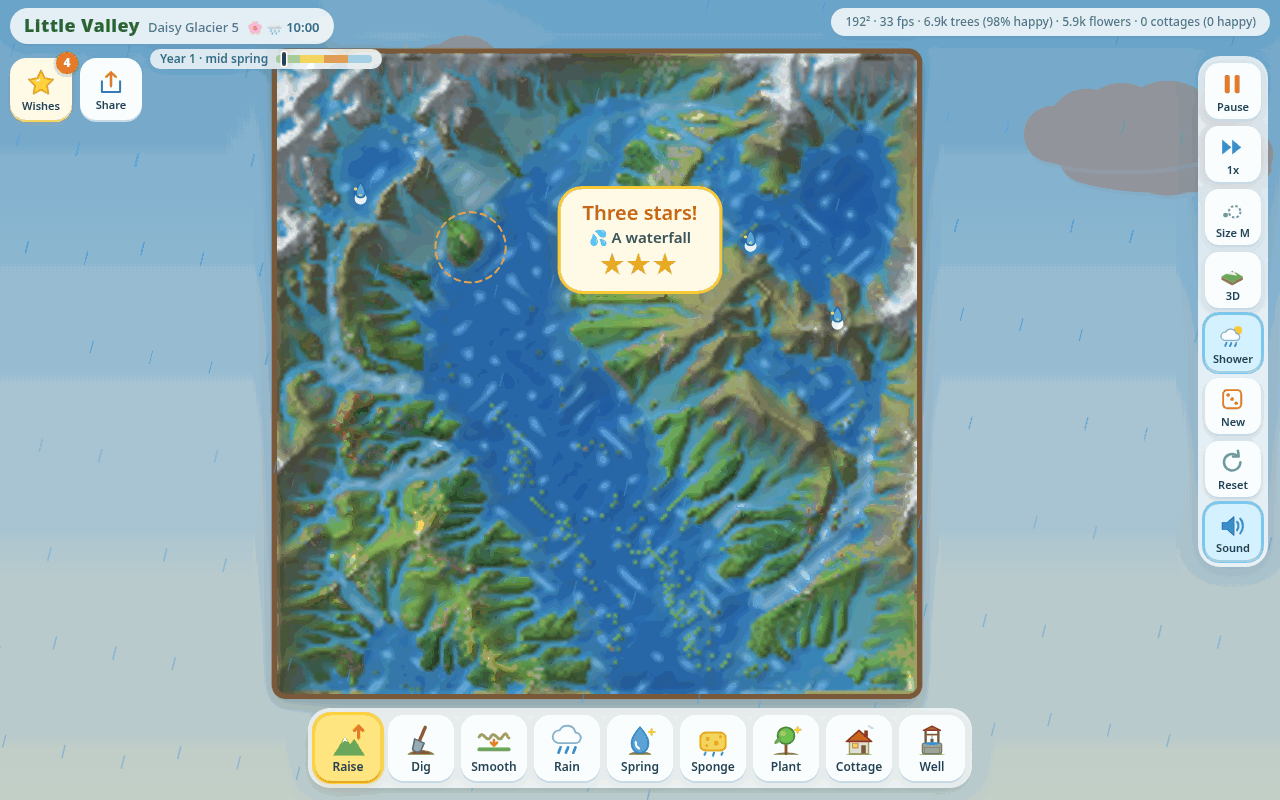 Little Valley Daisy Glacier 5 10:00
192² · 33 fps · 6.9k trees (98% happy) · 5.9k flowers · 0 cottages (0 happy)
Year 1 · mid spring
4
Wishes
Share
Three stars!
A waterfall
Pause
1x
Size M
3D
Shower
New
Reset
Sound
Raise
Dig
Smooth
Rain
Spring
Sponge
Plant
Cottage
Well